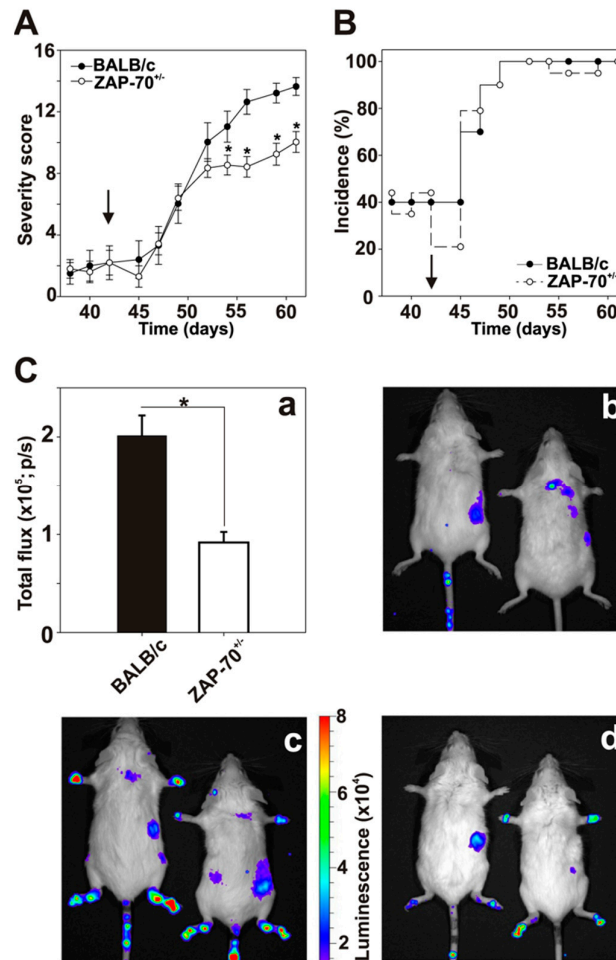 A
16
12
8
4
0
Severity score
BALB/c
ZAP-70+/-
*
*
*
*
40 45 50 55 60
Time (days)
B
100
80
60
40
20
0
Incidence (%)
BALB/c
ZAP-70+/-
40 45 50 55 60
Time (days)
C
a
2
1
0
Total flux (x10⁵; p/s)
*
BALB/c
ZAP-70+/-
b
c
8
6
4
2
Luminescence (x10⁴)
d